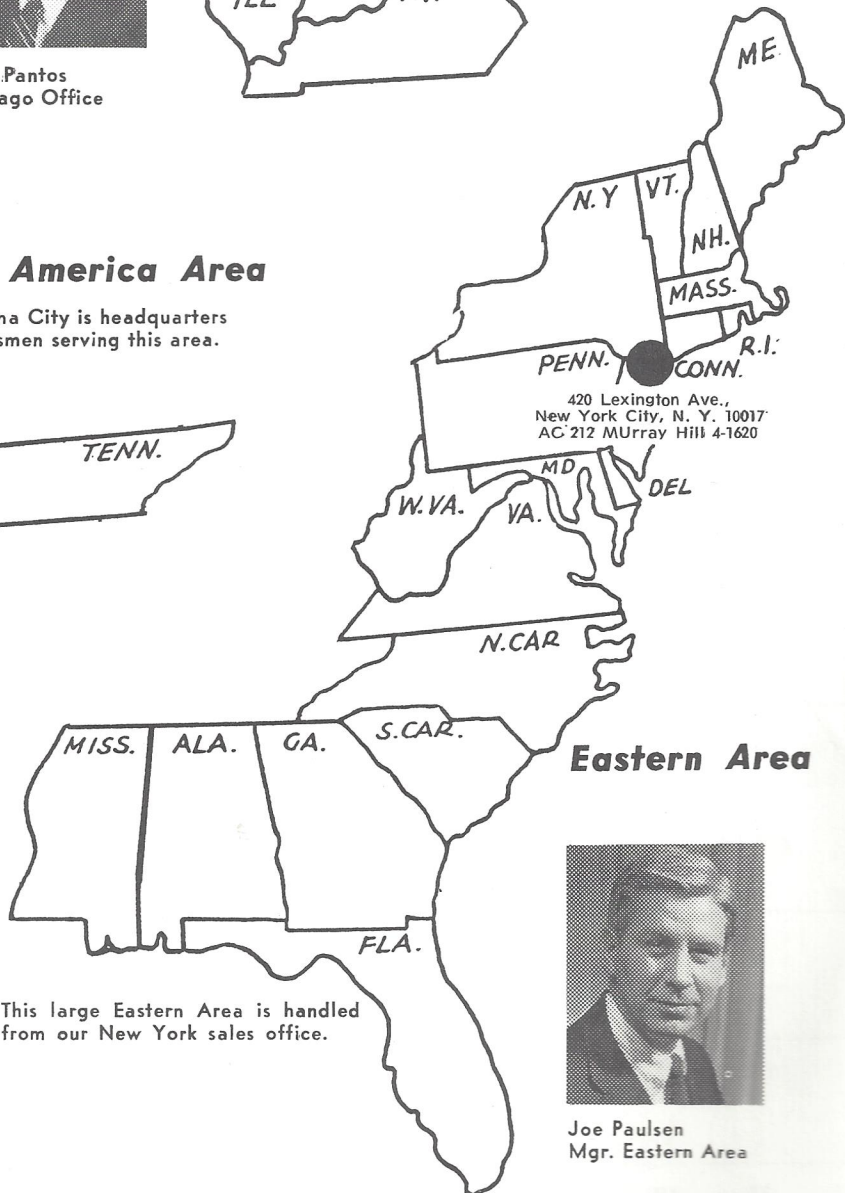 ILL
Pantos
ago Office
ME
N.Y
VT.
NH.
America Area
MASS.
na City is headquarters
smen serving this area.
R.I.
PENN.
CONN.
420 Lexington Ave.,
New York City, N. Y. 10017
AC 212 MUrray Hill 4-1620
TENN.
MD
DEL
W.VA.
VA.
N.CAR
S.CAR.
MISS.
ALA.
GA.
Eastern Area
FLA.
This large Eastern Area is handled
from our New York sales office.
Joe Paulsen
Mgr. Eastern Area